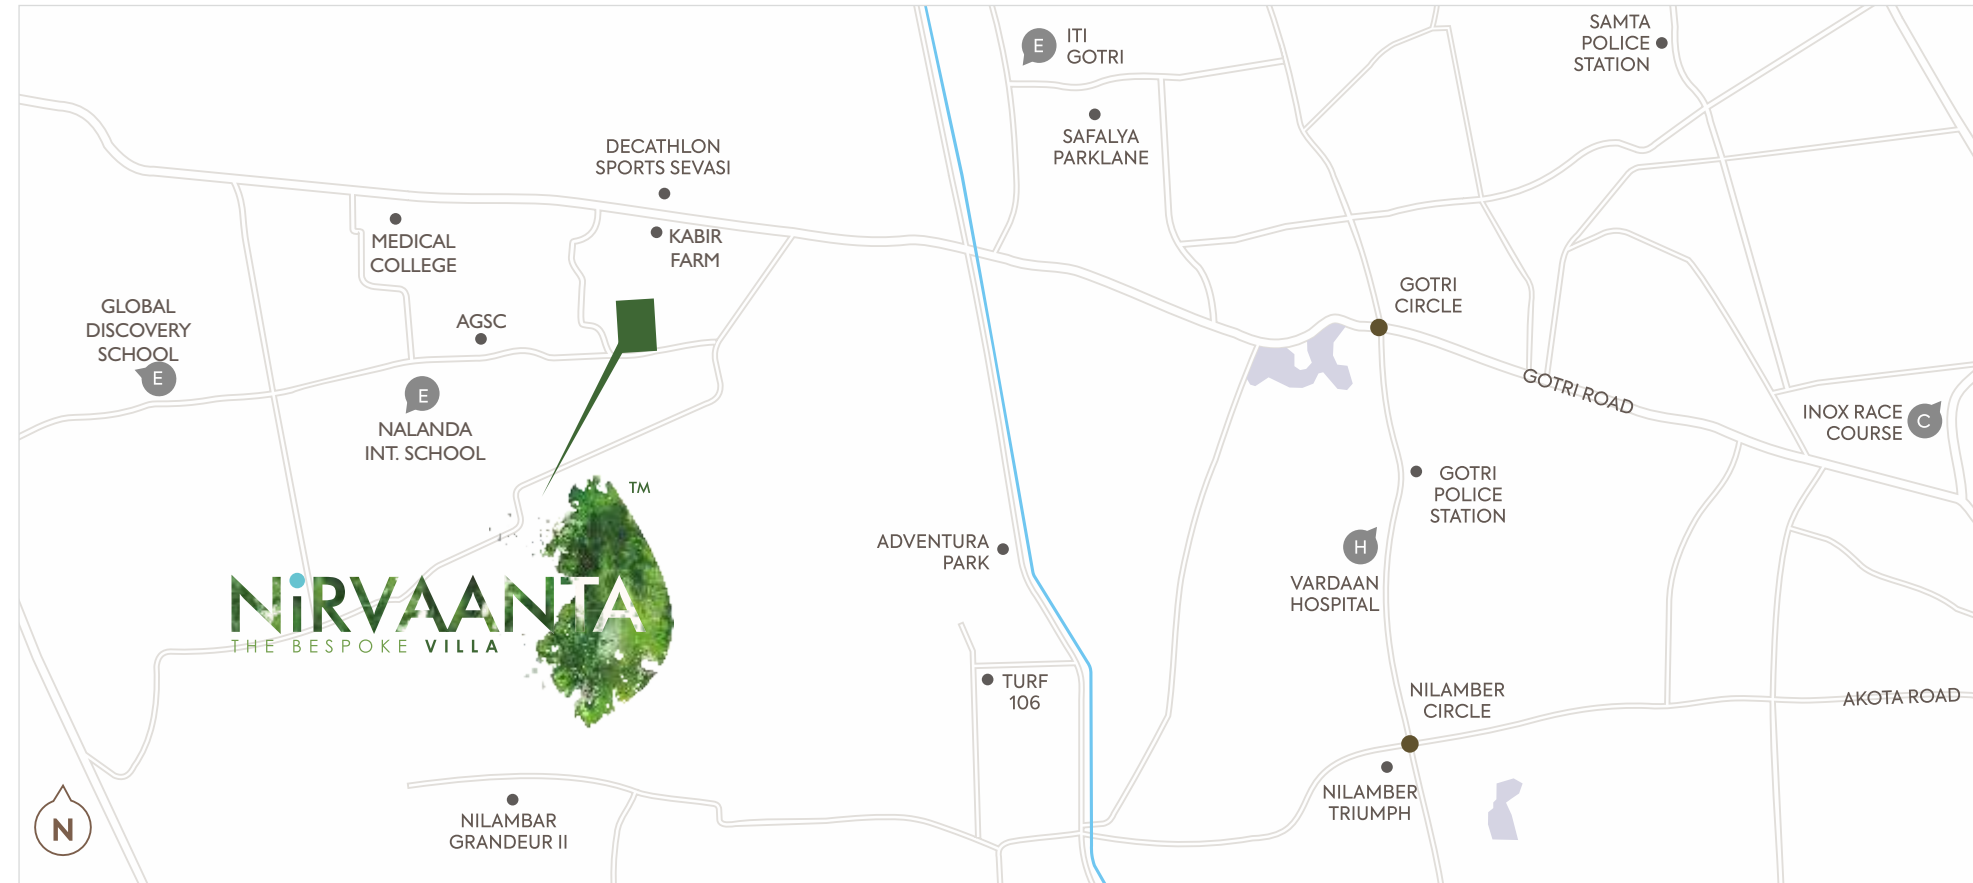 E
ITI
GOTRI
SAMTA
POLICE
STATION
SAFALYA
PARKLANE
DECATHLON
SPORTS SEVASI
KABIR
FARM
MEDICAL
COLLEGE
GLOBAL
DISCOVERY
SCHOOL
E
AGSC
E
NALANDA
INT. SCHOOL
GOTRI
CIRCLE
GOTRI ROAD
INOX RACE
COURSE
C
GOTRI
POLICE
STATION
H
VARDAAN
HOSPITAL
ADVENTURA
PARK
TM
NiRVAANTA
THE BESPOKE VILLA
TURF
106
NILAMBER
CIRCLE
AKOTA ROAD
NILAMBER
TRIUMPH
NILAMBAR
GRANDEUR II
N